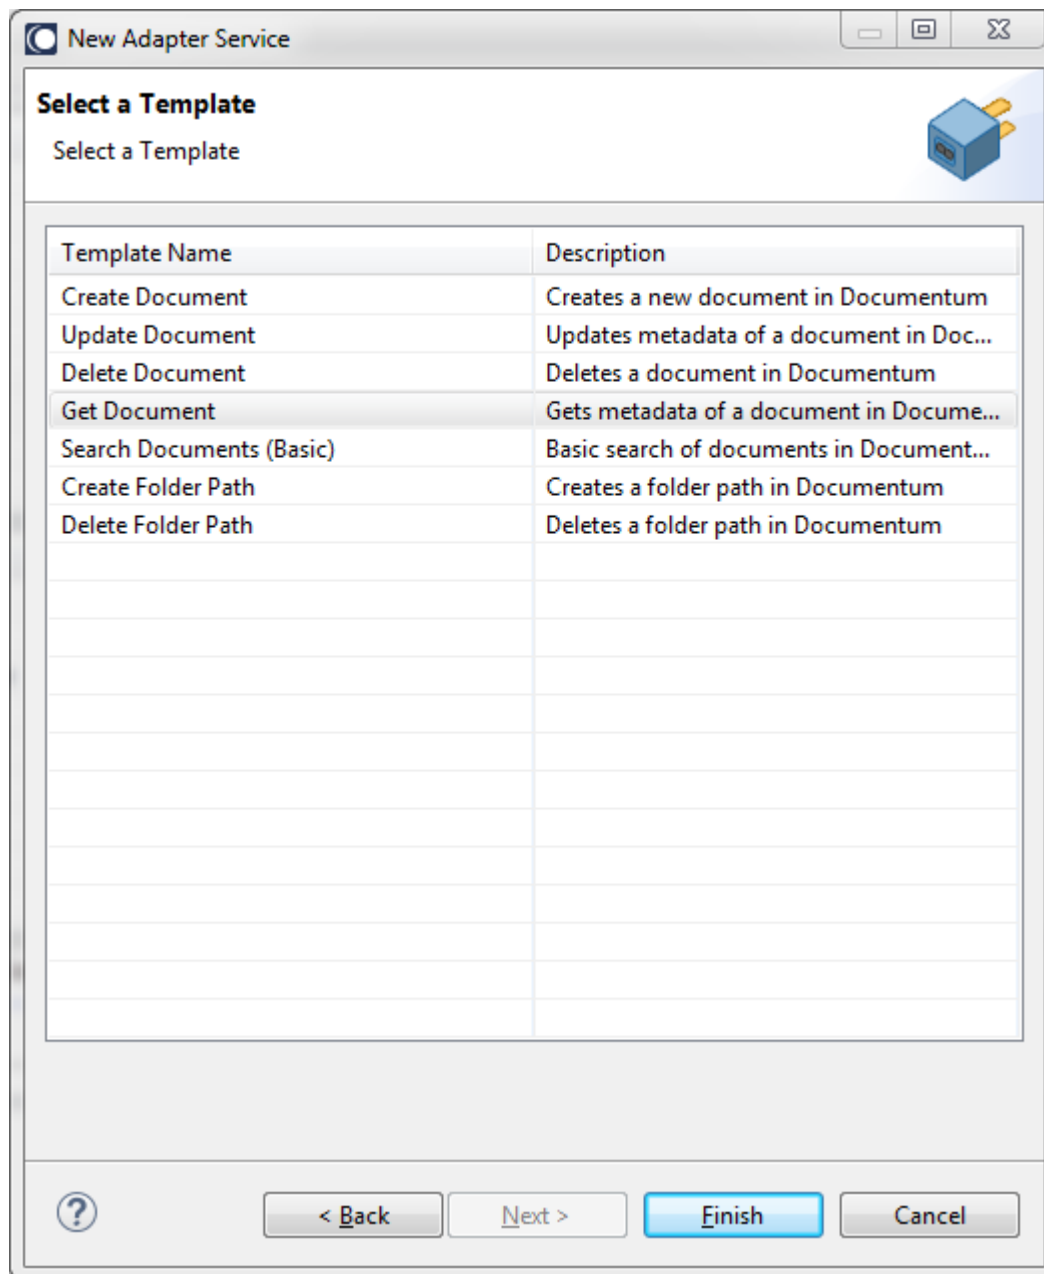 New Adapter Service
Select a Template
Select a Template
Template Name Description
Create Document Creates a new document in Documentum
Update Document Updates metadata of a document in Doc...
Delete Document Deletes a document in Documentum
Get Document Gets metadata of a document in Docume...
Search Documents (Basic) Basic search of documents in Document...
Create Folder Path Creates a folder path in Documentum
Delete Folder Path Deletes a folder path in Documentum
? < Back Next > Finish Cancel